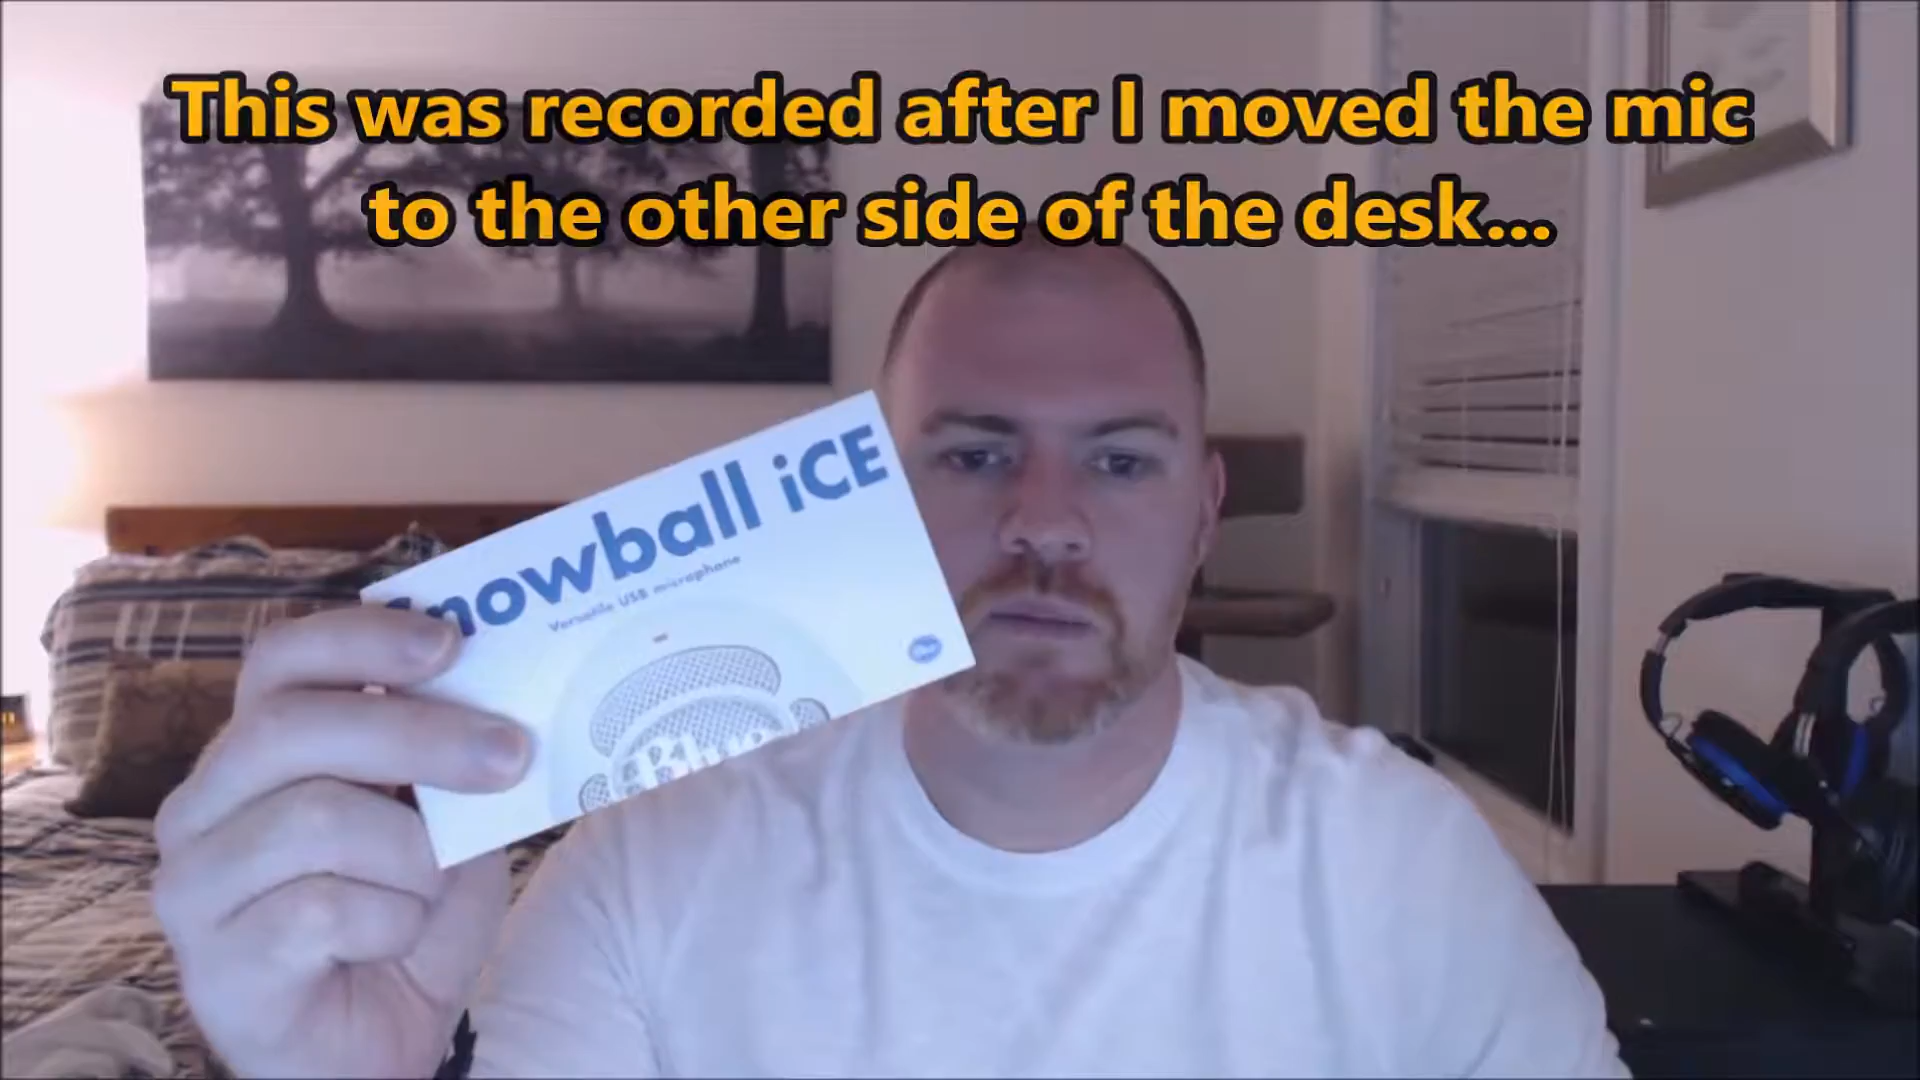 This was recorded after I moved the mic
to the other side of the desk...
nowball iCE
Versatile USB microphone
Blue